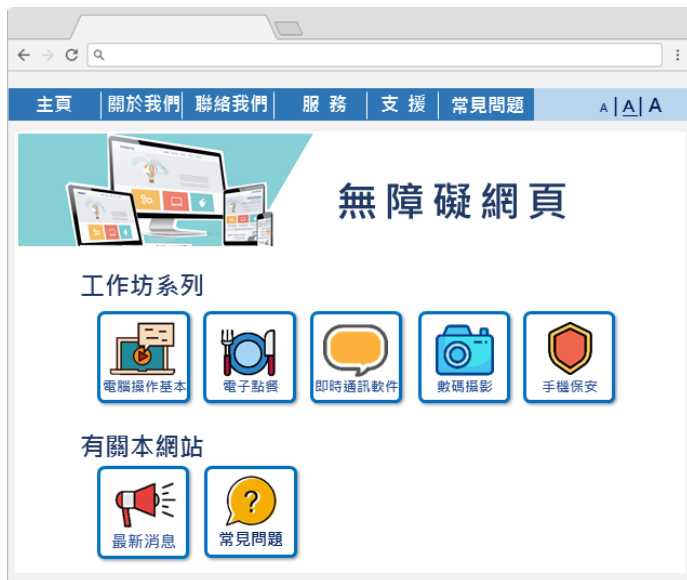 主頁 關於我們 聯絡我們 服務 支援 常見問題 A A A
無障礙網頁
工作坊系列
電腦操作基本 電子點餐 即時通訊軟件 數碼攝影 手機保安
有關本網站
最新消息 常見問題